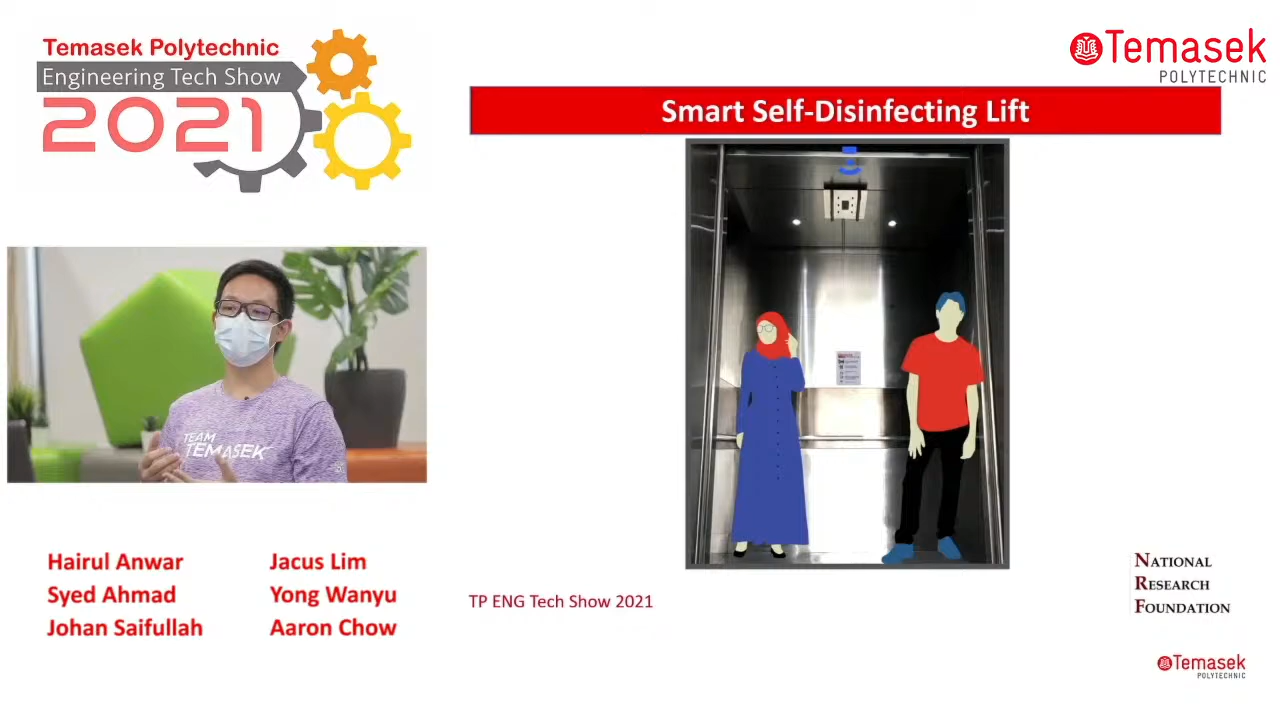 Temasek Polytechnic
Engineering Tech Show
2021
Temasek
POLYTECHNIC
Smart Self-Disinfecting Lift
TEAM
TEMASEK
Hairul Anwar
Jacus Lim
Syed Ahmad
Yong Wanyu
Johan Saifullah
Aaron Chow
TP ENG Tech Show 2021
NATIONAL
RESEARCH
FOUNDATION
Temasek
POLYTECHNIC